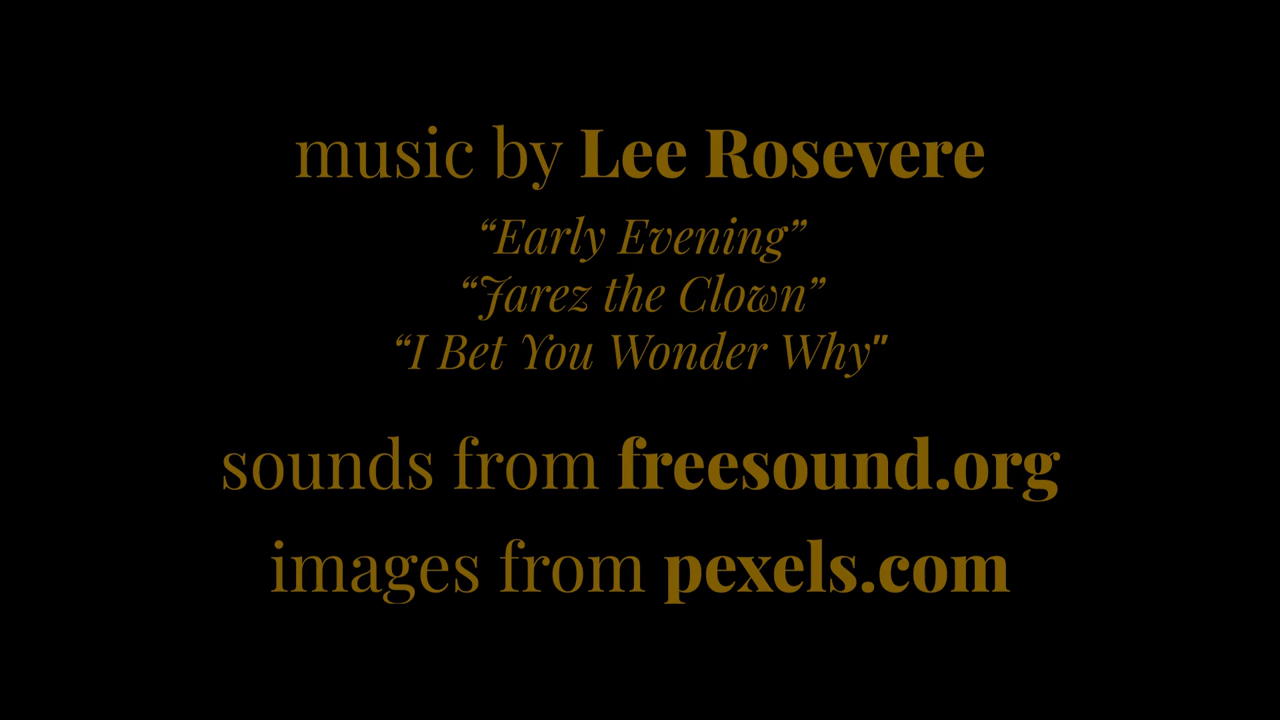 music by Lee Rosevere
“Early Evening”
“Jarez the Clown”
“I Bet You Wonder Why"
sounds from freesound.org
images from pexels.com